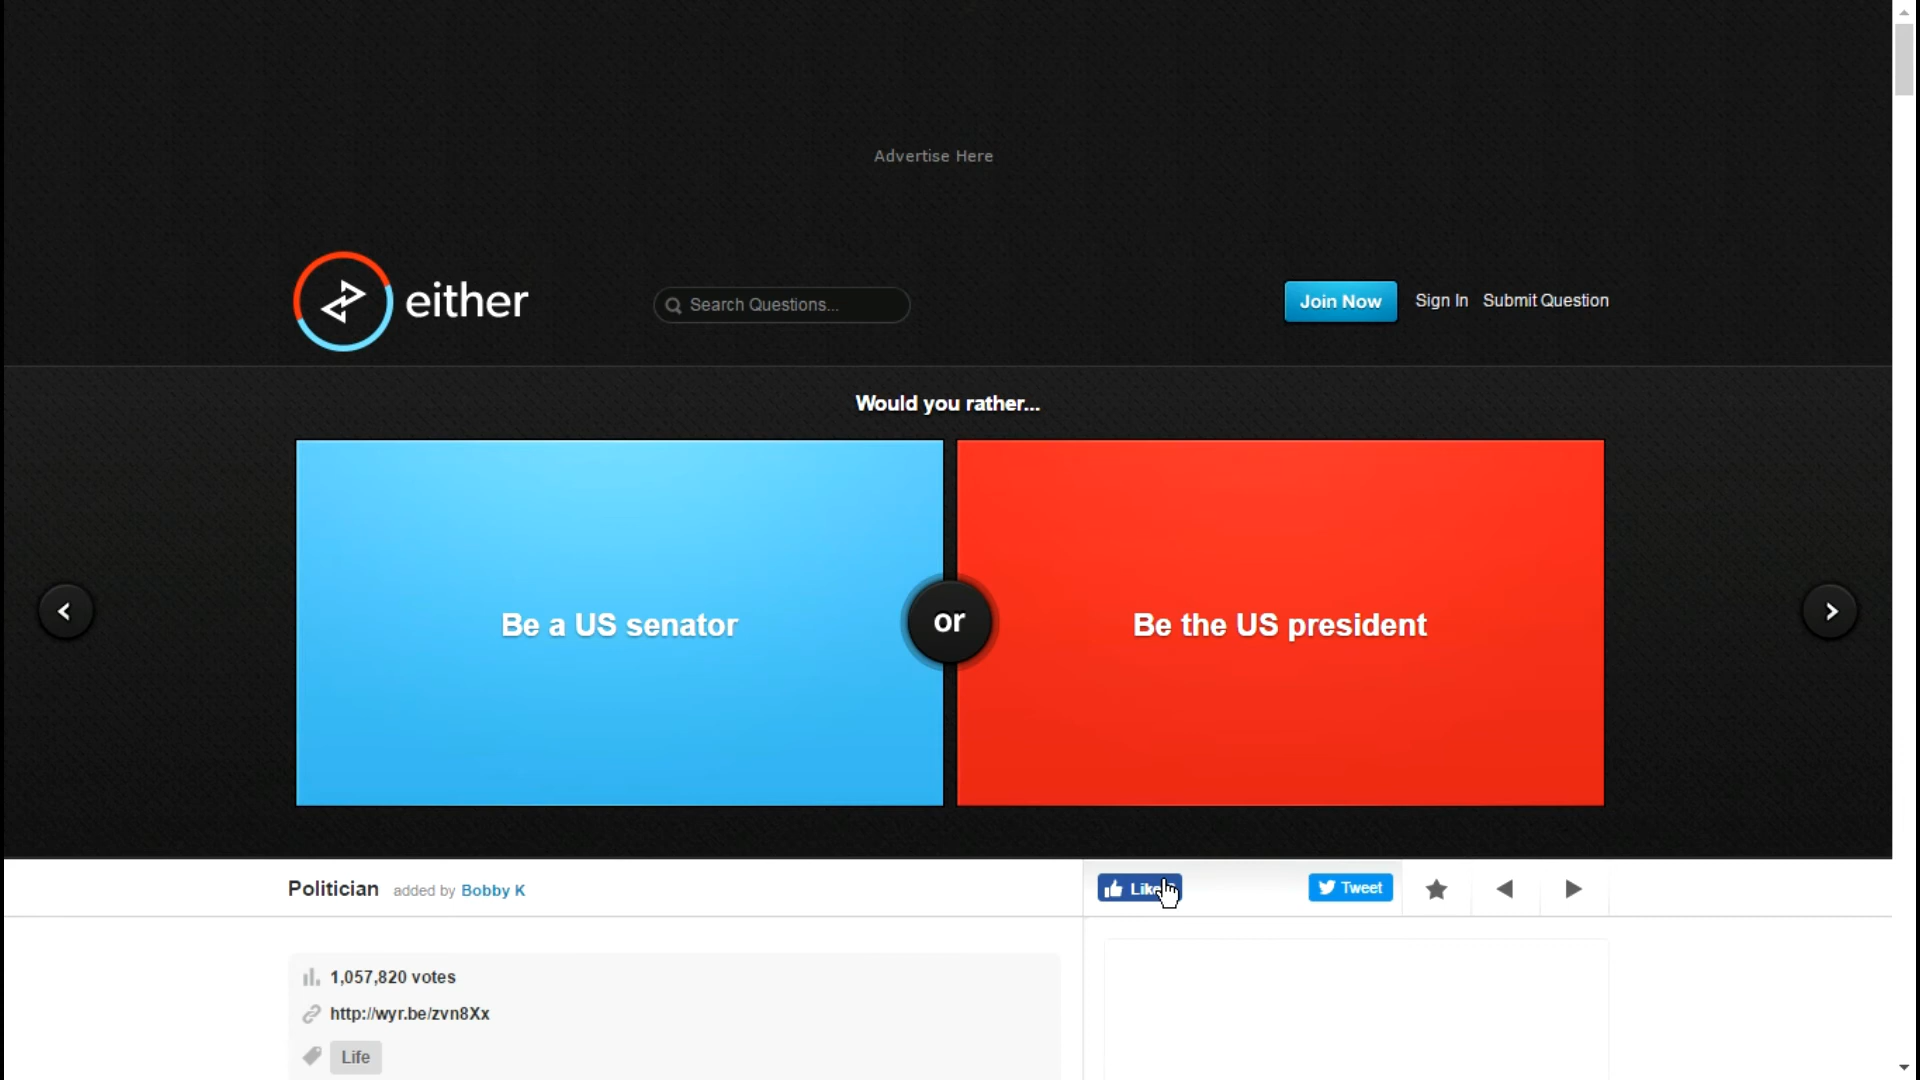 Advertise Here
either
Search Questions...
Join Now Sign In Submit Question
Would you rather...
Be a US senator
or
Be the US president
Politician added by Bobby K
Like
Tweet
1,057,820 votes
http://wyr.be/zvn8Xx
Life